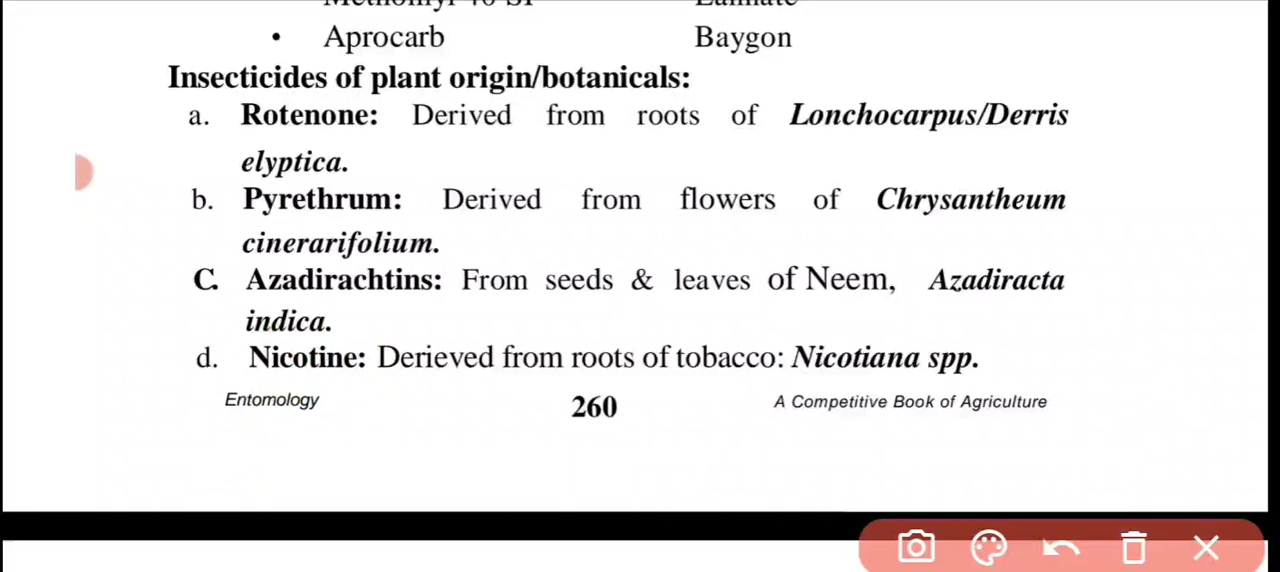 • Aprocarb Baygon
Insecticides of plant origin/botanicals:
a. Rotenone: Derived from roots of Lonchocarpus/Derris
elyptica.
b. Pyrethrum: Derived from flowers of Chrysantheum
cinerarifolium.
C. Azadirachtins: From seeds & leaves of Neem, Azadiracta
indica.
d. Nicotine: Derieved from roots of tobacco: Nicotiana spp.
Entomology 260 A Competitive Book of Agriculture